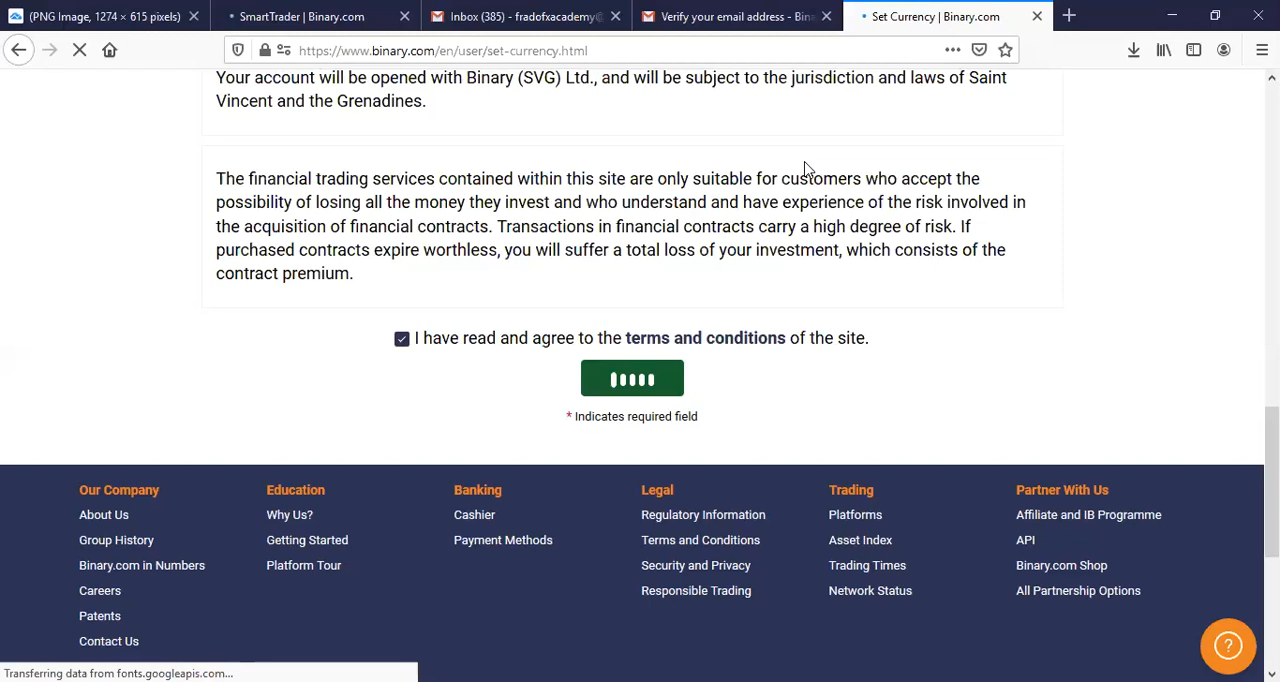 (PNG Image, 1274 × 615 pixels)
SmartTrader | Binary.com
Inbox (385) - fradofxacademy@
Verify your email address - Bina
Set Currency | Binary.com
https://www.binary.com/en/user/set-currency.html
Your account will be opened with Binary (SVG) Ltd., and will be subject to the jurisdiction and laws of Saint
Vincent and the Grenadines.
The financial trading services contained within this site are only suitable for customers who accept the
possibility of losing all the money they invest and who understand and have experience of the risk involved in
the acquisition of financial contracts. Transactions in financial contracts carry a high degree of risk. If
purchased contracts expire worthless, you will suffer a total loss of your investment, which consists of the
contract premium.
I have read and agree to the terms and conditions of the site.
* Indicates required field
Our Company
About Us
Group History
Binary.com in Numbers
Careers
Patents
Contact Us
Education
Why Us?
Getting Started
Platform Tour
Banking
Cashier
Payment Methods
Legal
Regulatory Information
Terms and Conditions
Security and Privacy
Responsible Trading
Trading
Platforms
Asset Index
Trading Times
Network Status
Partner With Us
Affiliate and IB Programme
API
Binary.com Shop
All Partnership Options
Transferring data from fonts.googleapis.com...